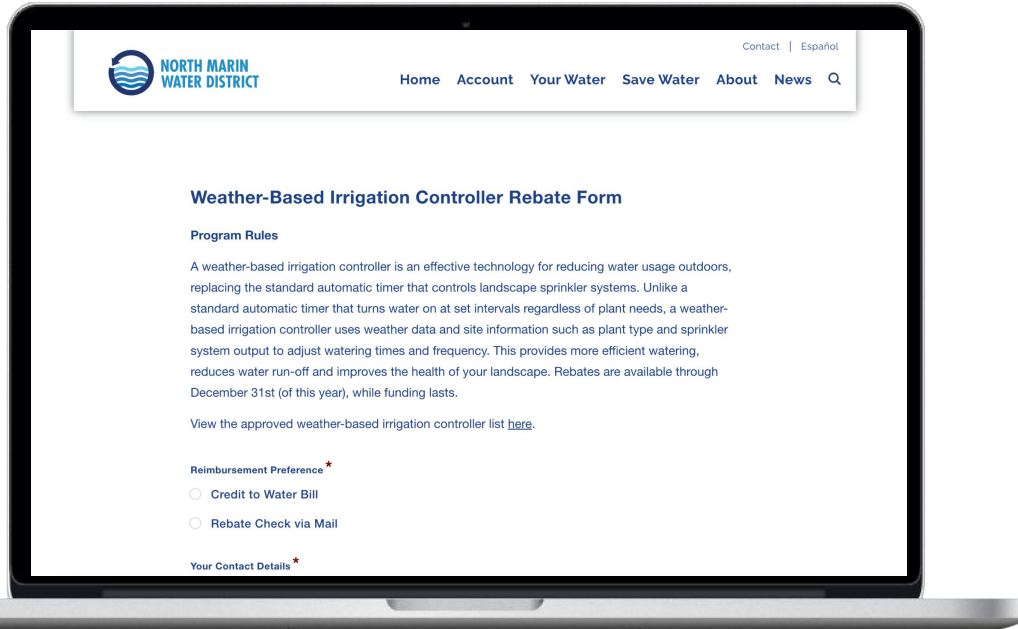 Contact | Español
NORTH MARIN
WATER DISTRICT
Home Account Your Water Save Water About News
Weather-Based Irrigation Controller Rebate Form
Program Rules
A weather-based irrigation controller is an effective technology for reducing water usage outdoors,
replacing the standard automatic timer that controls landscape sprinkler systems. Unlike a
standard automatic timer that turns water on at set intervals regardless of plant needs, a weather-
based irrigation controller uses weather data and site information such as plant type and sprinkler
system output to adjust watering times and frequency. This provides more efficient watering,
reduces water run-off and improves the health of your landscape. Rebates are available through
December 31st (of this year), while funding lasts.
View the approved weather-based irrigation controller list here.
Reimbursement Preference*
Credit to Water Bill
Rebate Check via Mail
Your Contact Details*